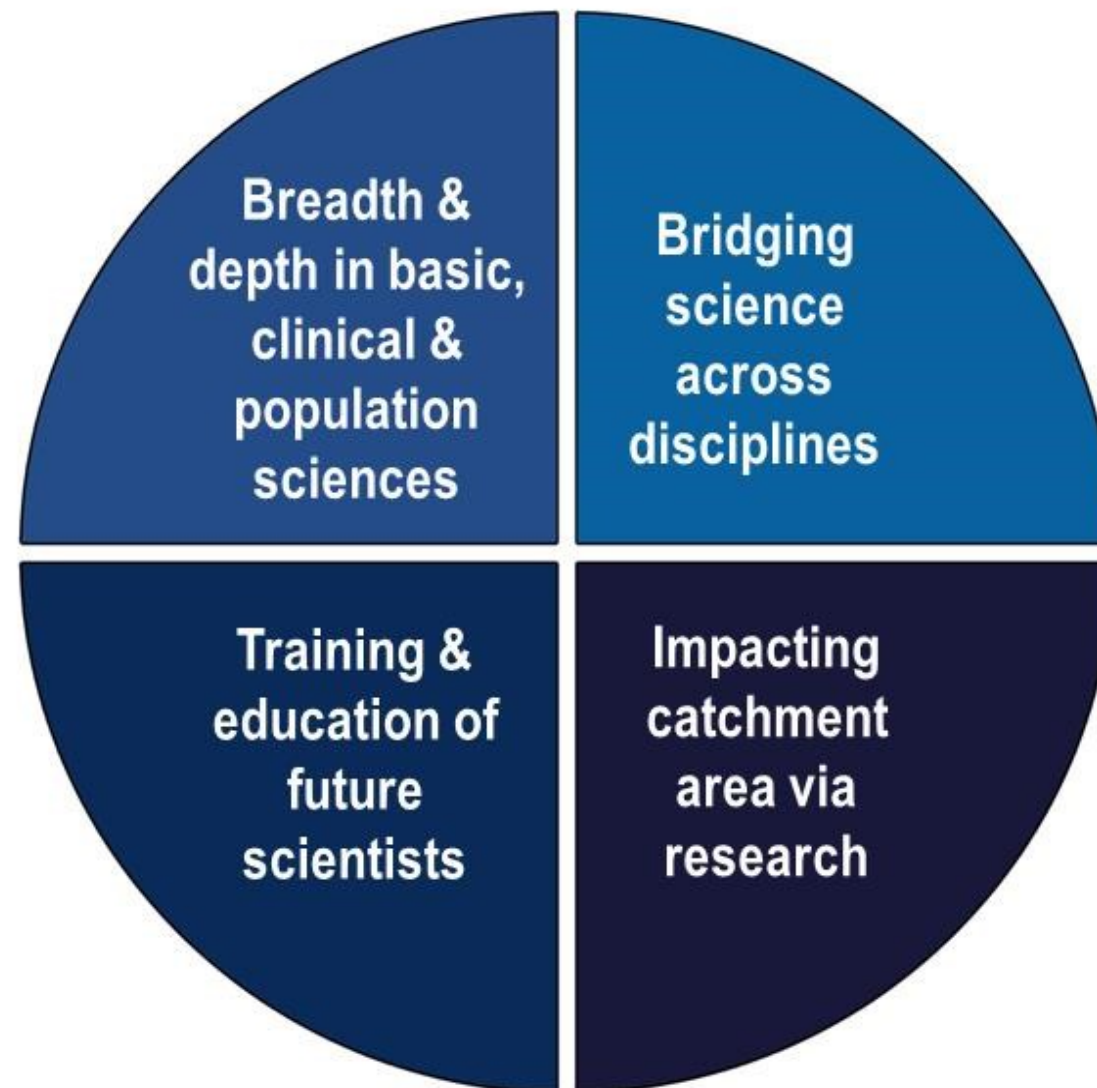 Breadth &
depth in basic,
clinical &
population
sciences
Bridging
science
across
disciplines
Training &
education of
future
scientists
Impacting
catchment
area via
research